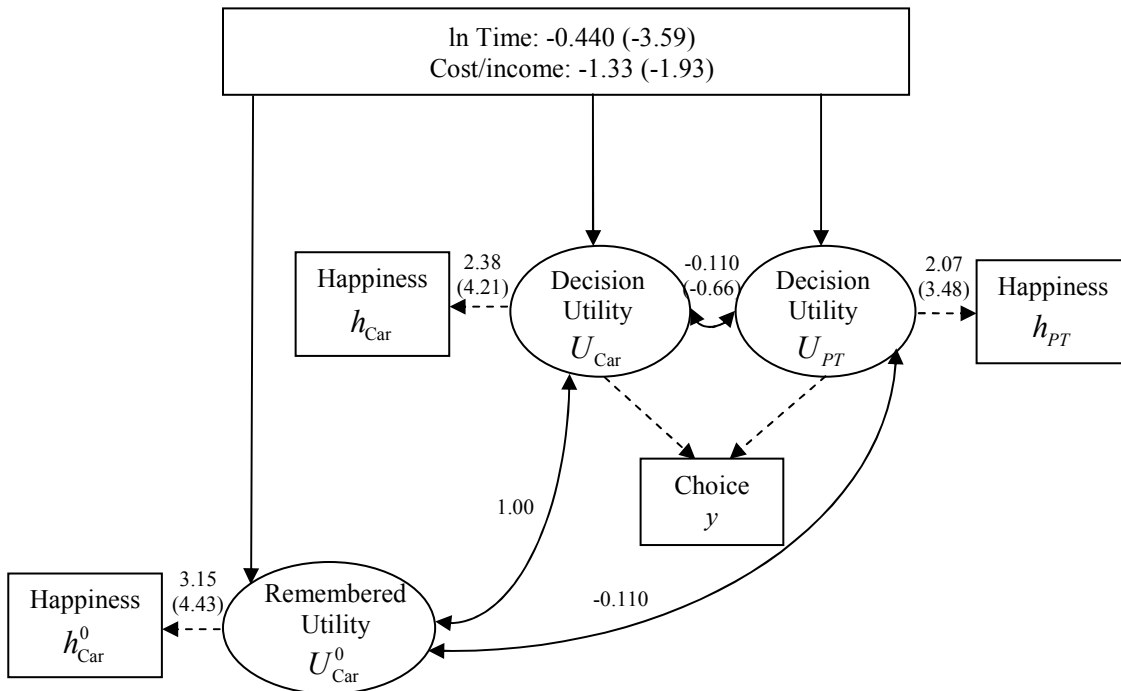 ln Time: -0.440 (-3.59)
Cost/income: -1.33 (-1.93)
Happiness
h_Car
2.38
(4.21)
Decision
Utility
U_Car
-0.110
(-0.66)
Decision
Utility
U_PT
2.07
(3.48)
Happiness
h_PT
Choice
y
1.00
Happiness
h^0_Car
3.15
(4.43)
Remembered
Utility
U^0_Car
-0.110